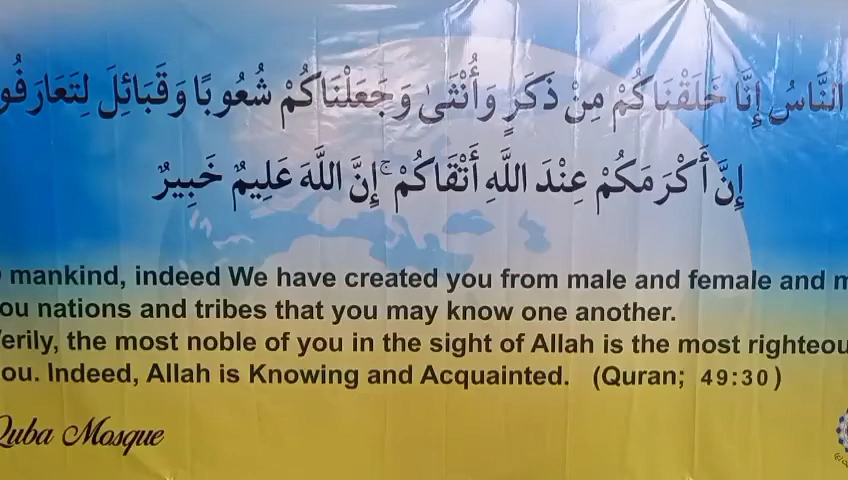 النَّاسُ إِنَّا خَلَقْنَاكُمْ مِنْ ذَكَرٍ وَأُنْثَىٰ وَجَعَلْنَاكُمْ شُعُوبًا وَقَبَائِلَ لِتَعَارَفُو
إِنَّ أَكْرَمَكُمْ عِنْدَ اللَّهِ أَتْقَاكُمْ ۚ إِنَّ اللَّهَ عَلِيمٌ خَبِيرٌ
mankind, indeed We have created you from male and female and m
ou nations and tribes that you may know one another.
erily, the most noble of you in the sight of Allah is the most righteou
ou. Indeed, Allah is Knowing and Acquainted. (Quran; 49:30)
Quba Mosque